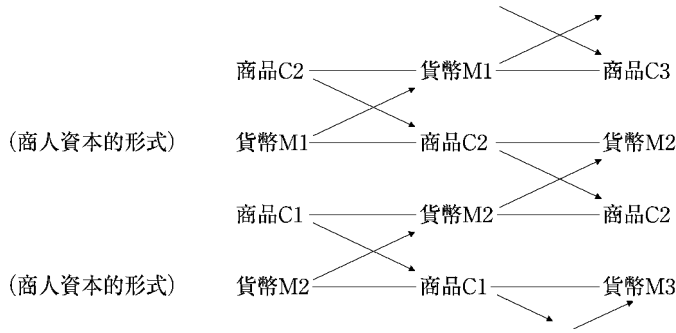 商品C2 貨幣M1 商品C3
(商人資本的形式) 貨幣M1 商品C2 貨幣M2
商品C1 貨幣M2 商品C2
(商人資本的形式) 貨幣M2 商品C1 貨幣M3